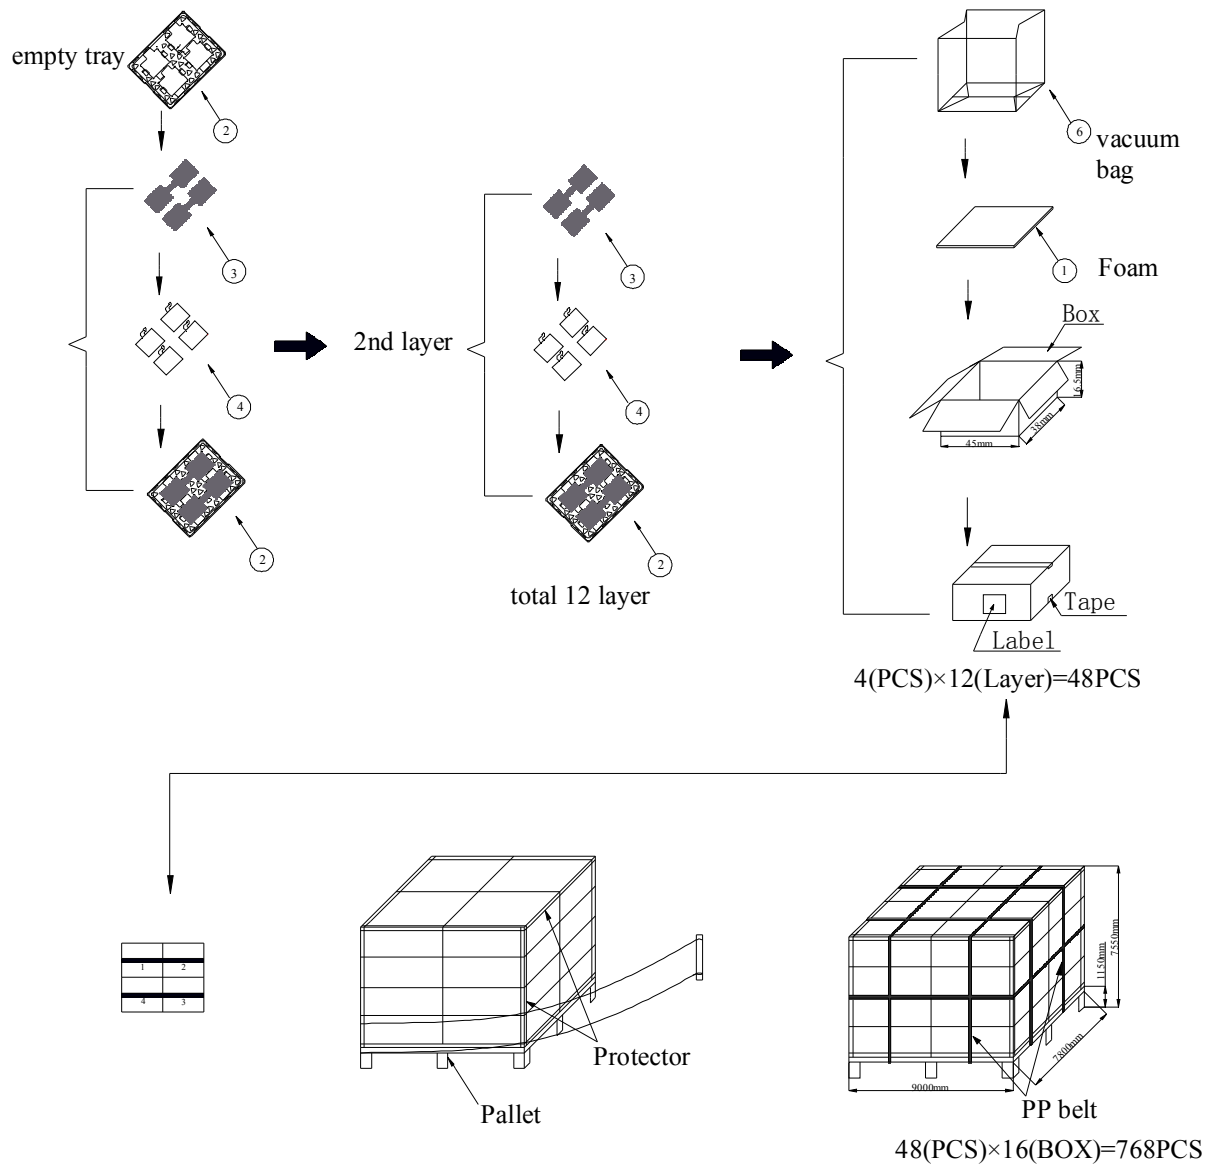 empty tray
2
3
4
2
2nd layer
3
4
2
total 12 layer
6
vacuum
bag
1
Foam
Box
16.5mm
38mm
45mm
Tape
Label
4(PCS)×12(Layer)=48PCS
1
2
4
3
Protector
Pallet
7550mm
1150mm
7800mm
9000mm
PP belt
48(PCS)×16(BOX)=768PCS